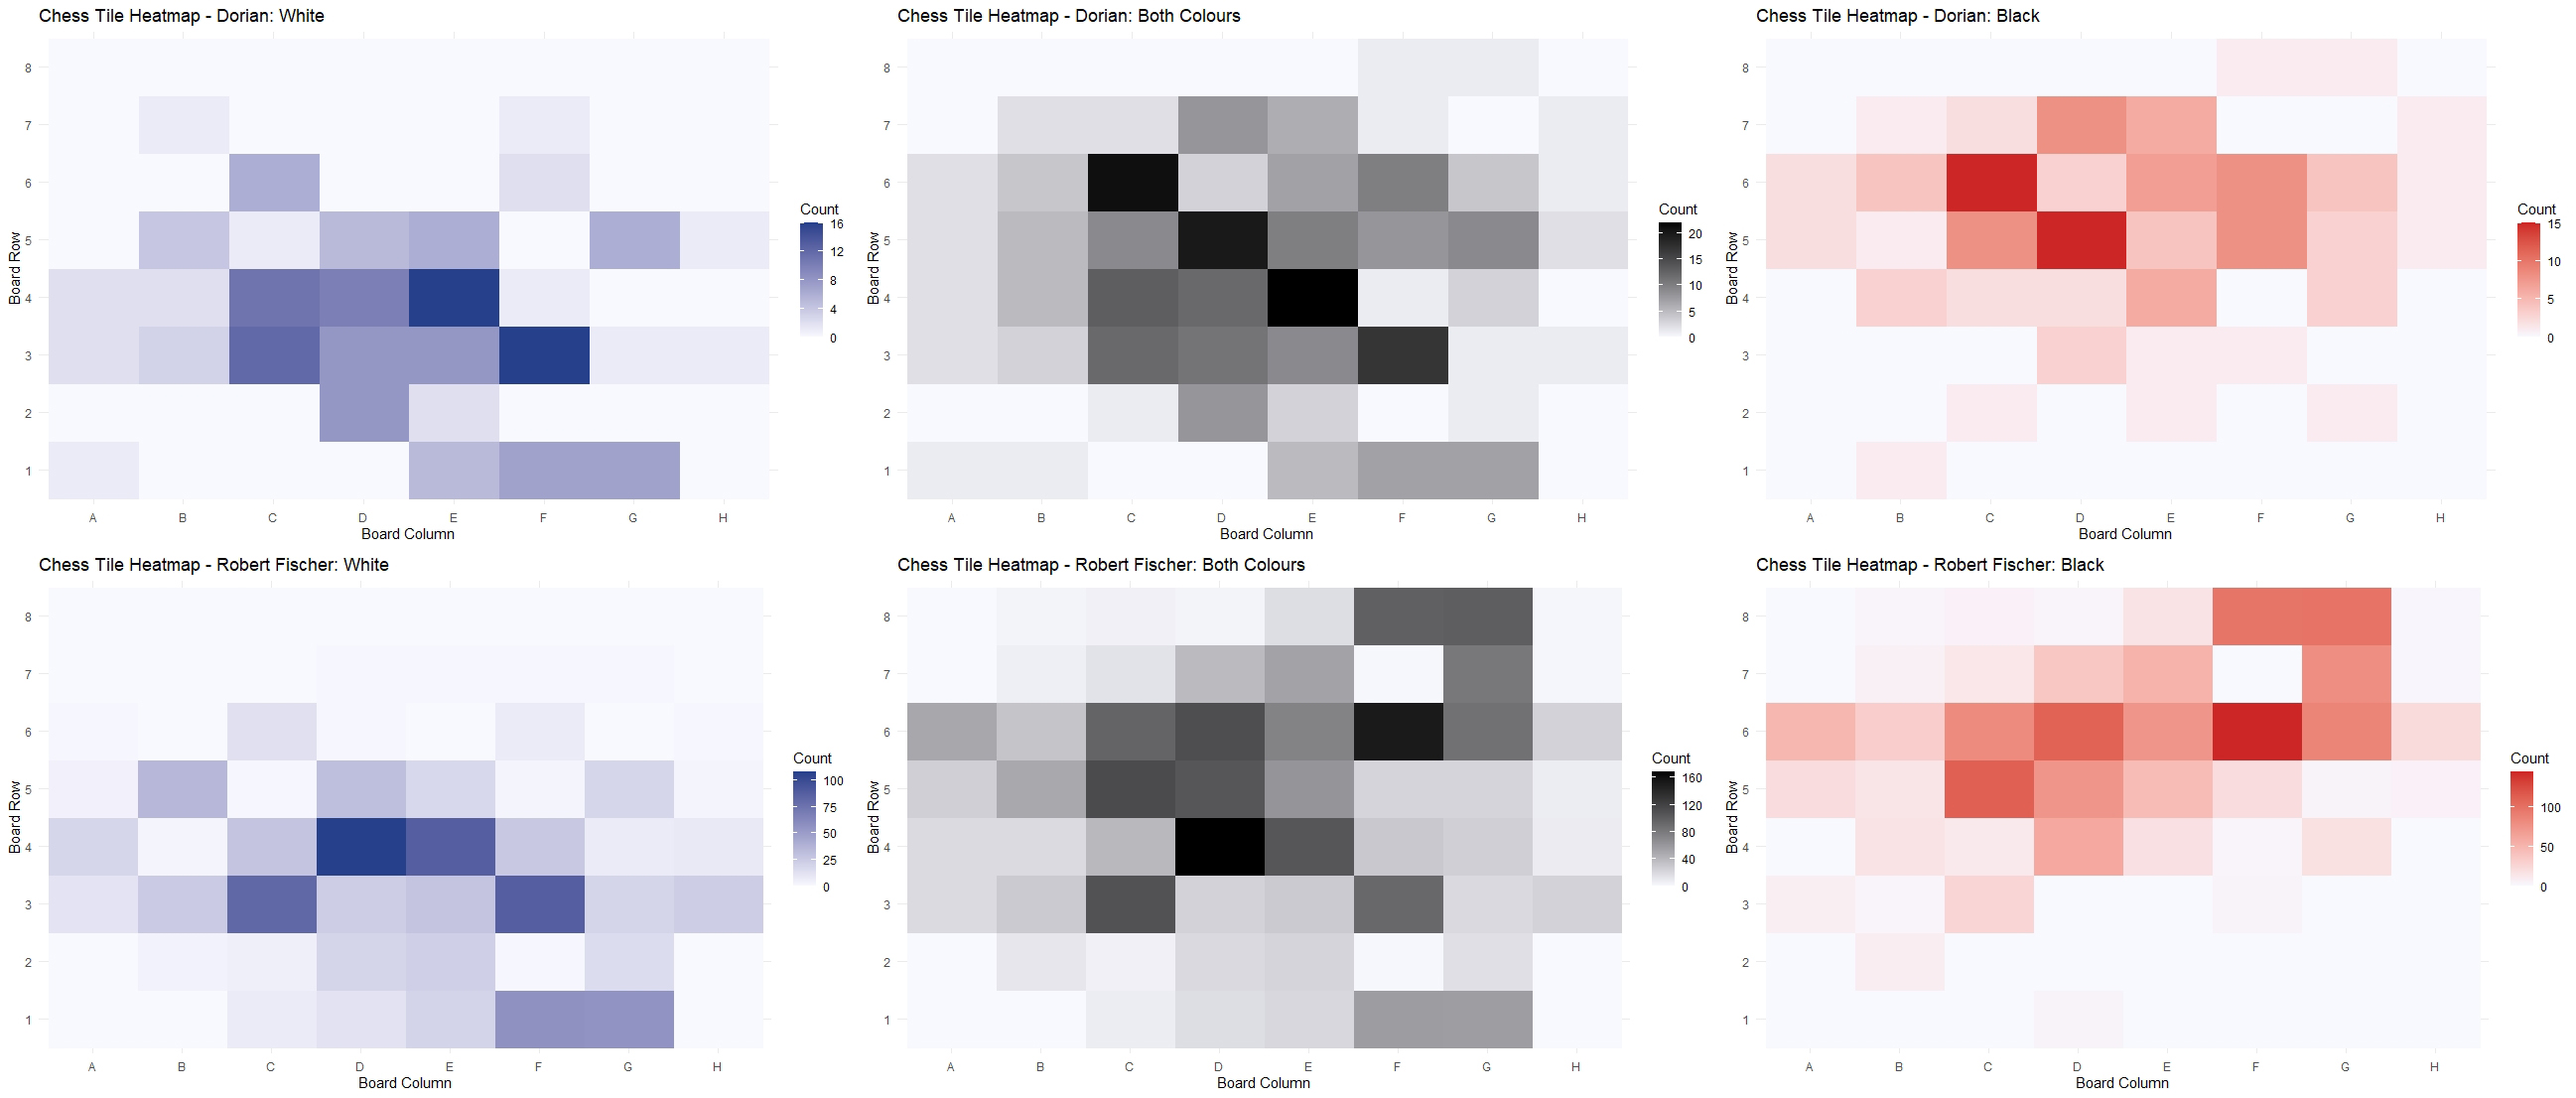 Chess Tile Heatmap - Dorian: White
8
7
6
5
4
3
2
1
Board Row
A B C D E F G H
Board Column
Count
16
12
8
4
0
Chess Tile Heatmap - Dorian: Both Colours
8
7
6
5
4
3
2
1
Board Row
A B C D E F G H
Board Column
Count
20
15
10
5
0
Chess Tile Heatmap - Dorian: Black
8
7
6
5
4
3
2
1
Board Row
A B C D E F G H
Board Column
Count
15
10
5
0
Chess Tile Heatmap - Robert Fischer: White
8
7
6
5
4
3
2
1
Board Row
A B C D E F G H
Board Column
Count
100
75
50
25
0
Chess Tile Heatmap - Robert Fischer: Both Colours
8
7
6
5
4
3
2
1
Board Row
A B C D E F G H
Board Column
Count
160
120
80
40
0
Chess Tile Heatmap - Robert Fischer: Black
8
7
6
5
4
3
2
1
Board Row
A B C D E F G H
Board Column
Count
100
50
0